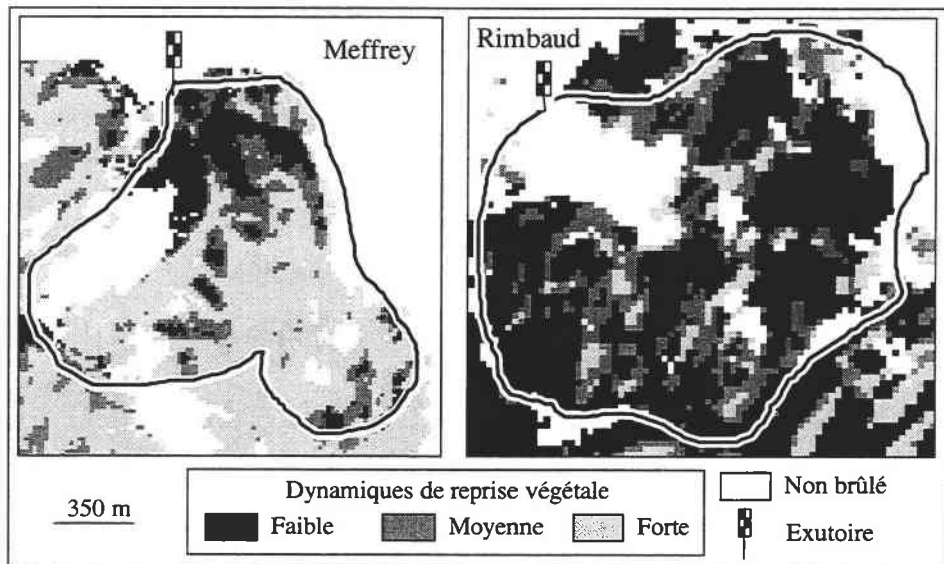 Meffrey
Rimbaud
350 m
Dynamiques de reprise végétale
Faible
Moyenne
Forte
Non brûlé
Exutoire